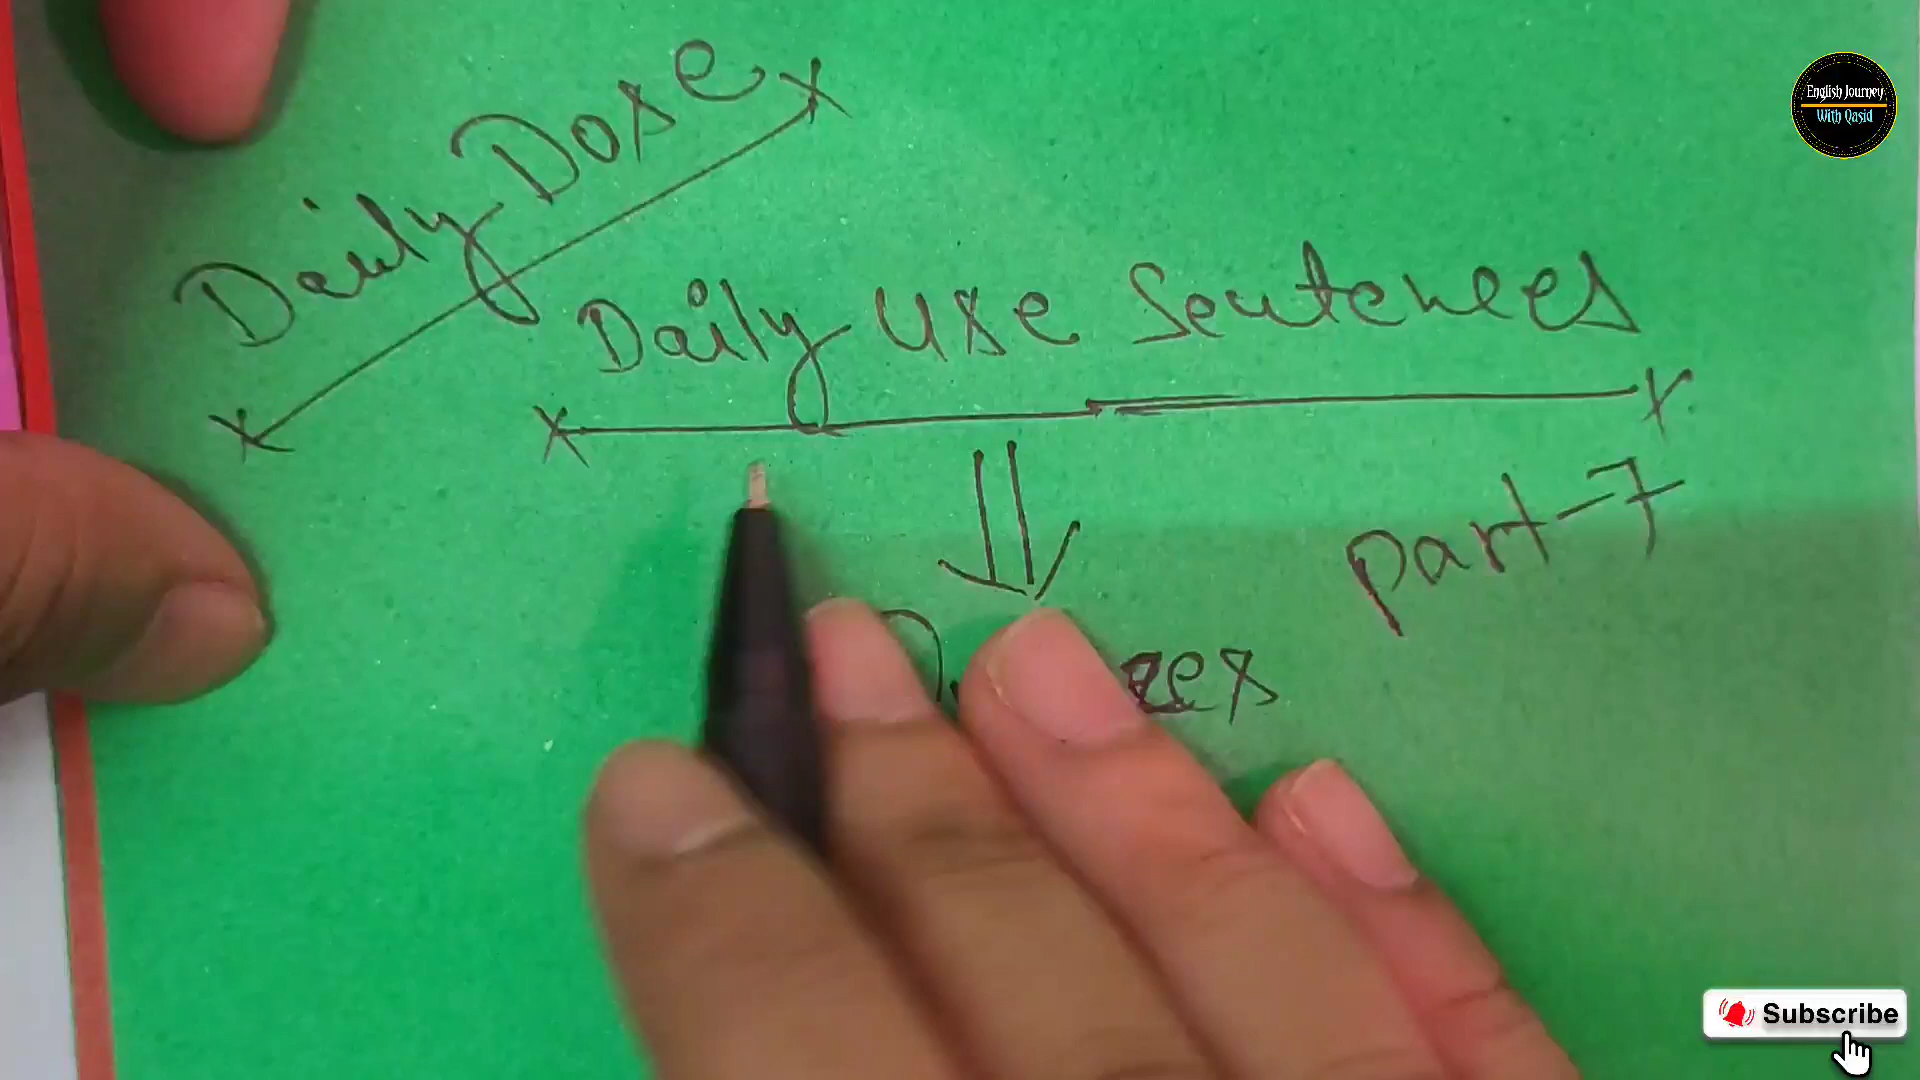 Daily Dose
Daily Use Sentences
part-7
English Journey
With Qasid
Subscribe